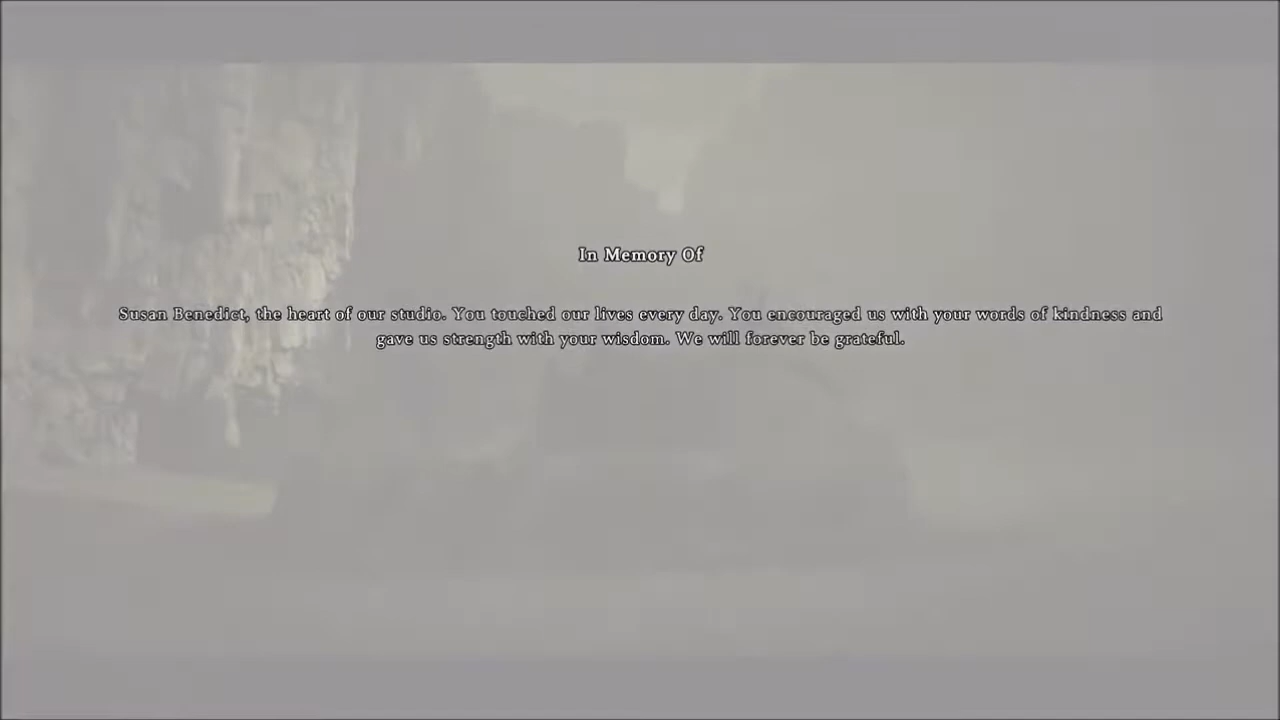 In Memory Of
Susan Benedict, the heart of our studio. You touched our lives every day. You encouraged us with your words of kindness and
gave us strength with your wisdom. We will forever be grateful.